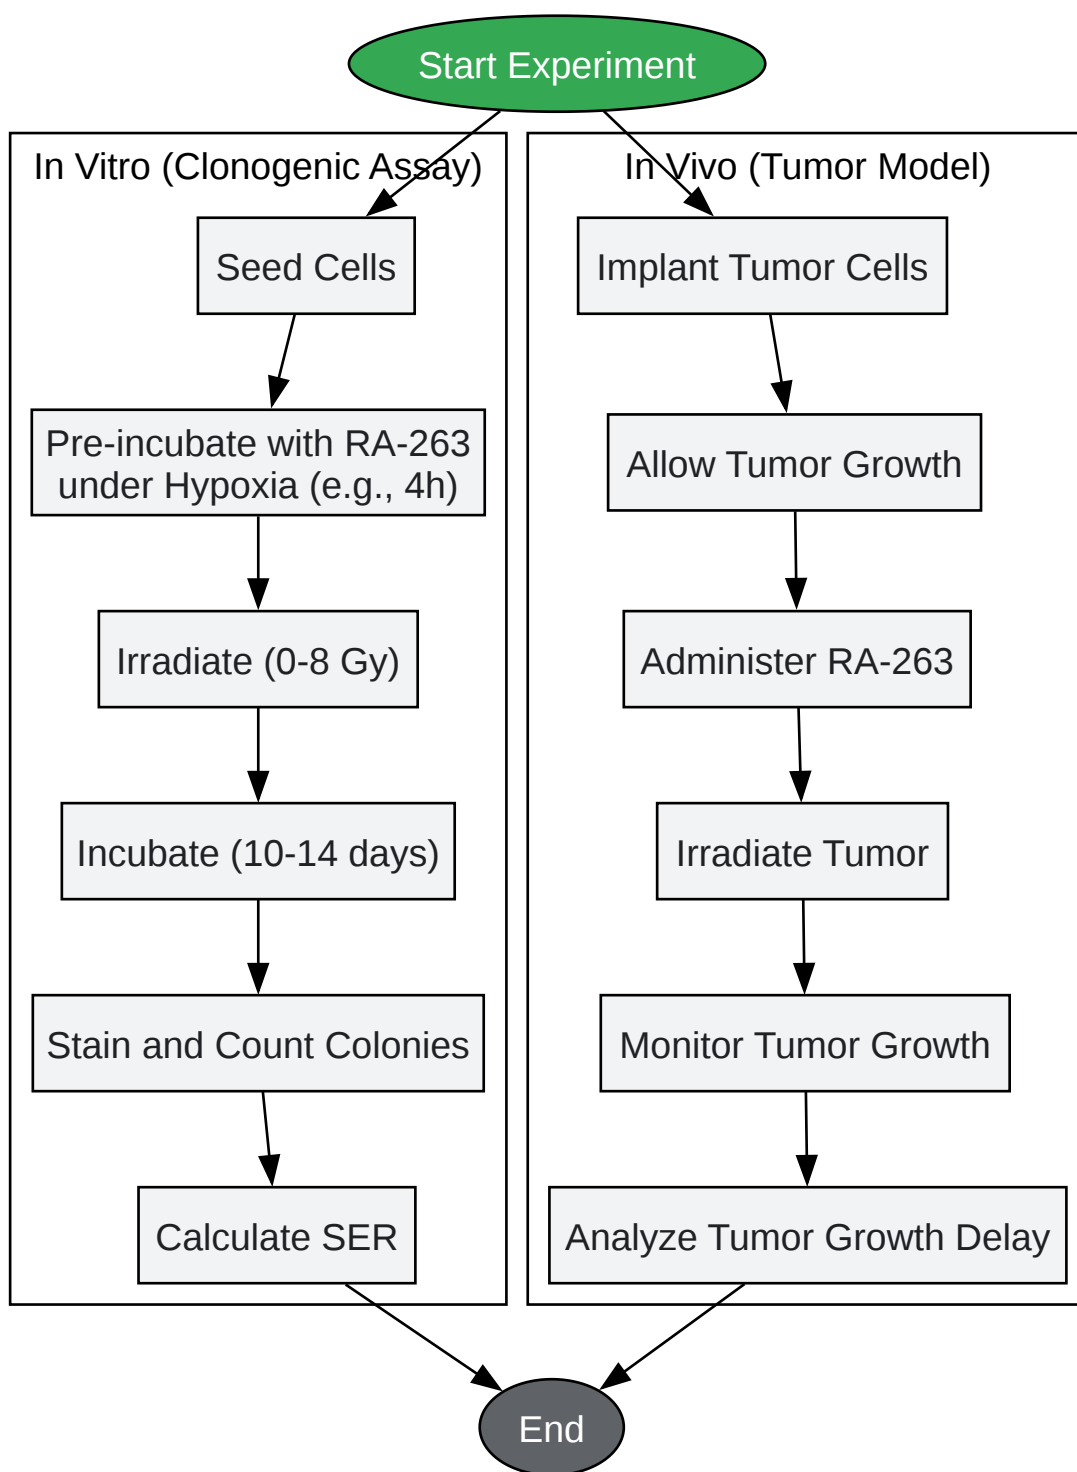 Start Experiment
In Vitro (Clonogenic Assay)
Seed Cells
Pre-incubate with RA-263
under Hypoxia (e.g., 4h)
Irradiate (0-8 Gy)
Incubate (10-14 days)
Stain and Count Colonies
Calculate SER
In Vivo (Tumor Model)
Implant Tumor Cells
Allow Tumor Growth
Administer RA-263
Irradiate Tumor
Monitor Tumor Growth
Analyze Tumor Growth Delay
End